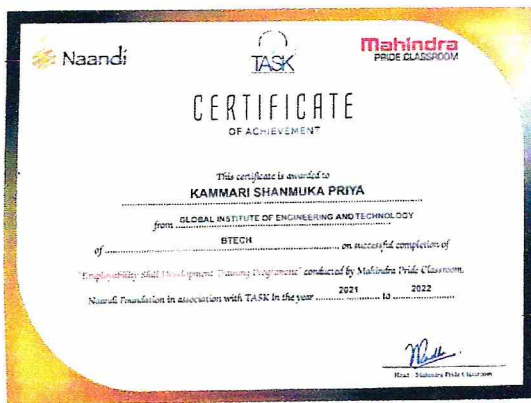 Naandi
TASK
Mahindra
PRIDE CLASSROOM
CERTIFICATE
OF ACHIEVEMENT
This certificate is awarded to
KAMMARI SHANMUKA PRIYA
from GLOBAL INSTITUTE OF ENGINEERING AND TECHNOLOGY
of BTECH on successful completion of
"Employability Skill Development Training Programme" conducted by Mahindra Pride Classroom,
Naandi Foundation in association with TASK in the year 2021 to 2022
Head - Mahindra Pride Classroom